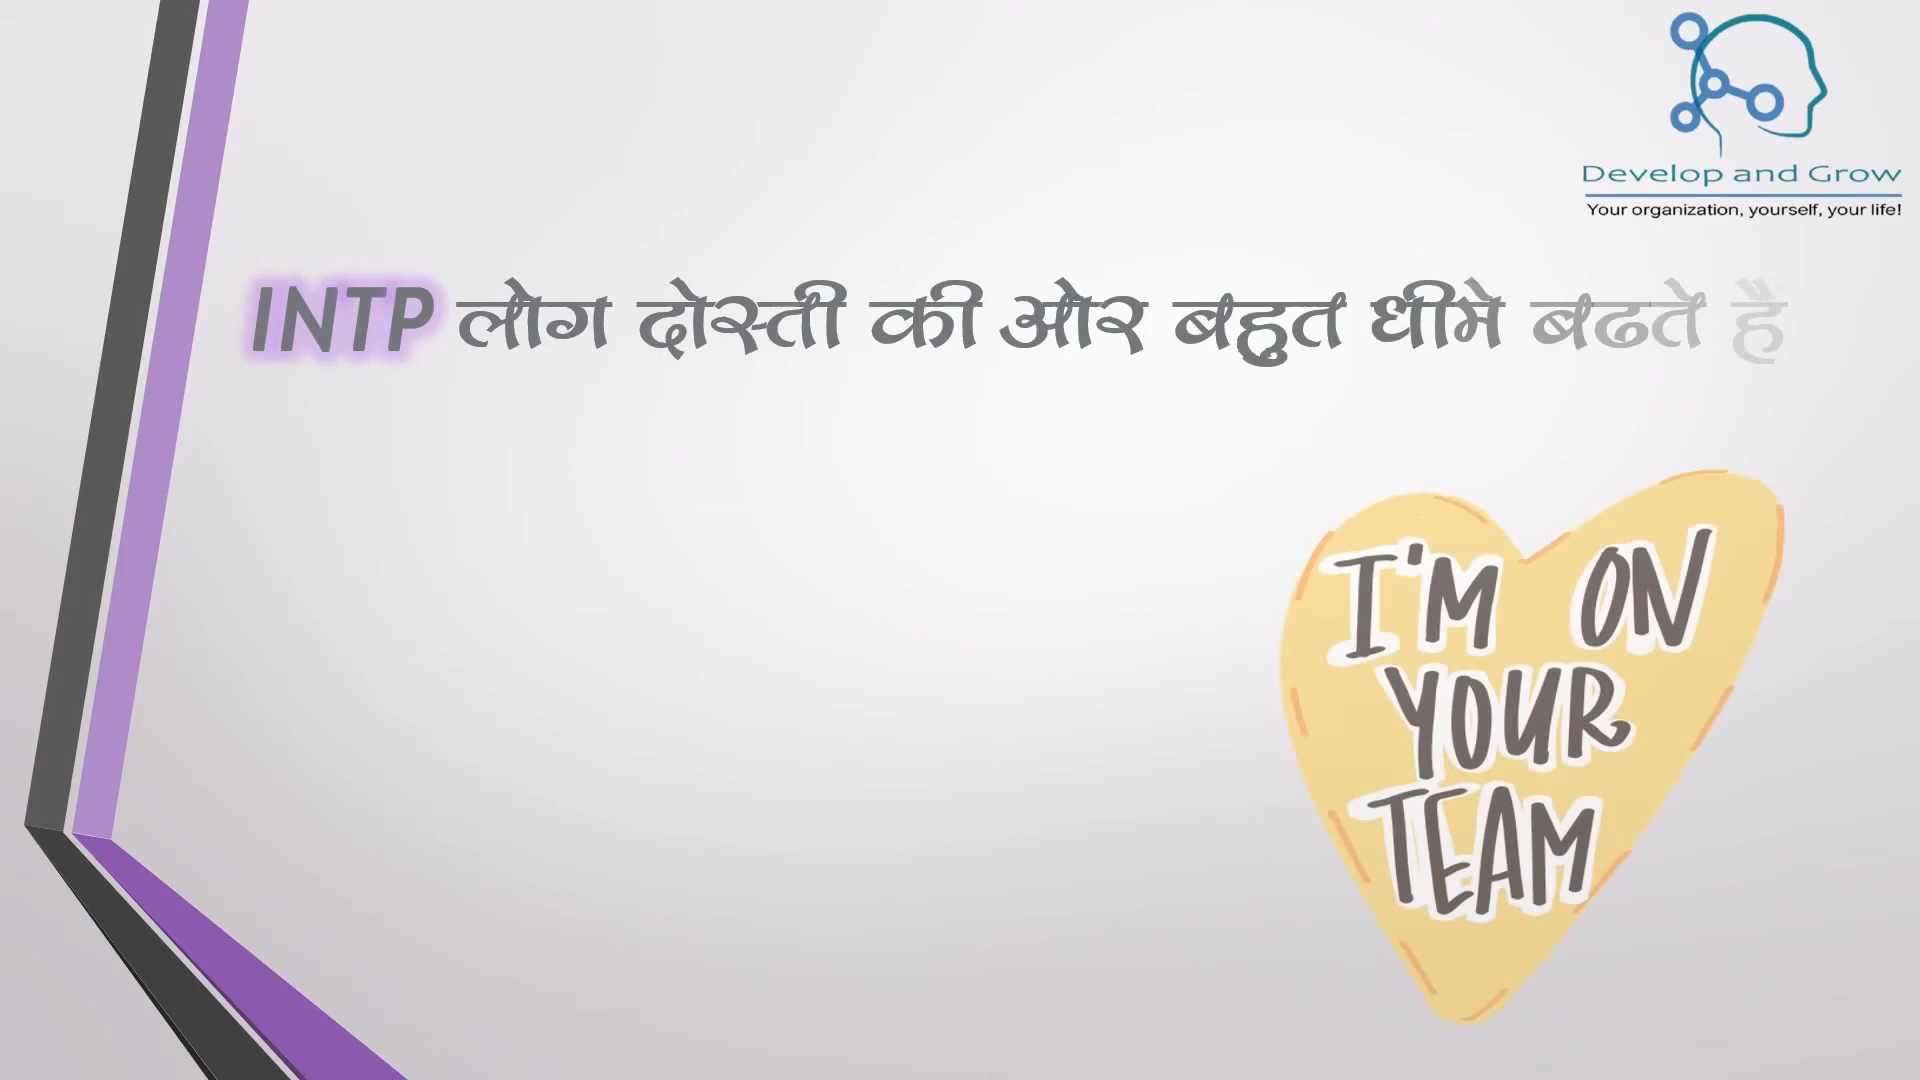 Develop and Grow
Your organization, yourself, your life!
INTP लोग दोस्ती की ओर बहुत धीमे बढते हैं
I'M ON
YOUR
TEAM